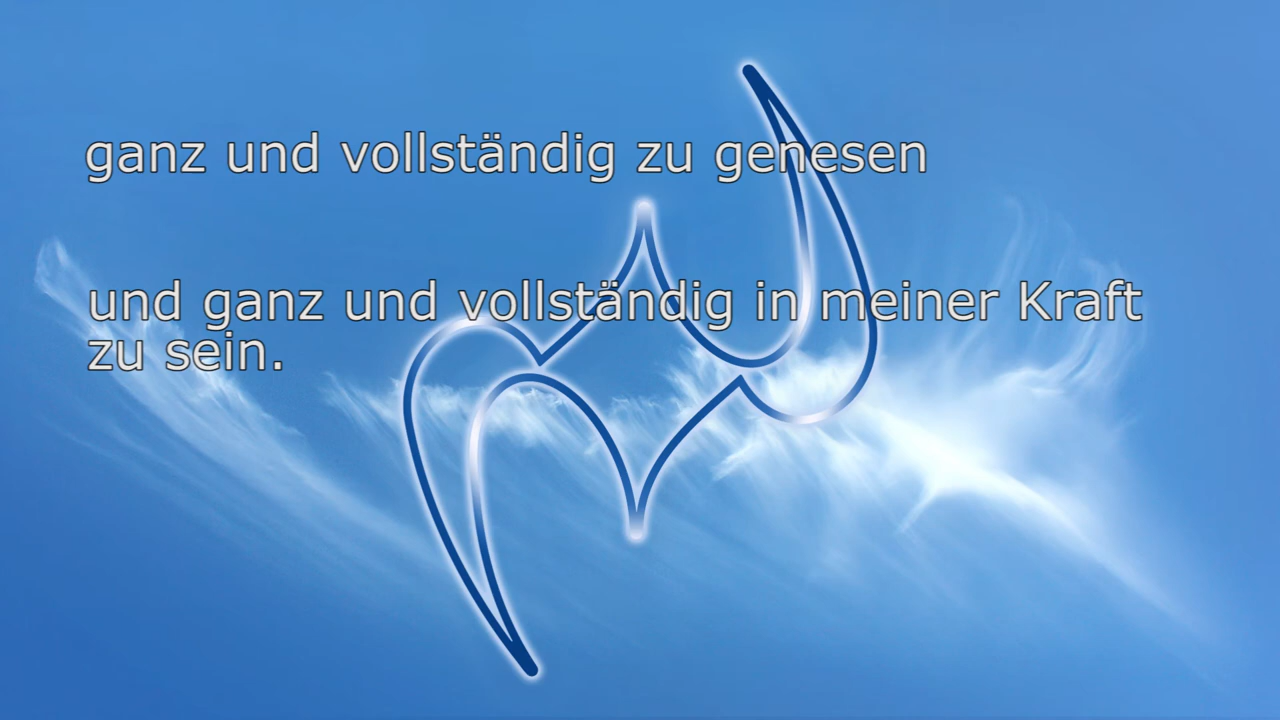 ganz und vollständig zu genesen
und ganz und vollständig in meiner Kraft
zu sein.